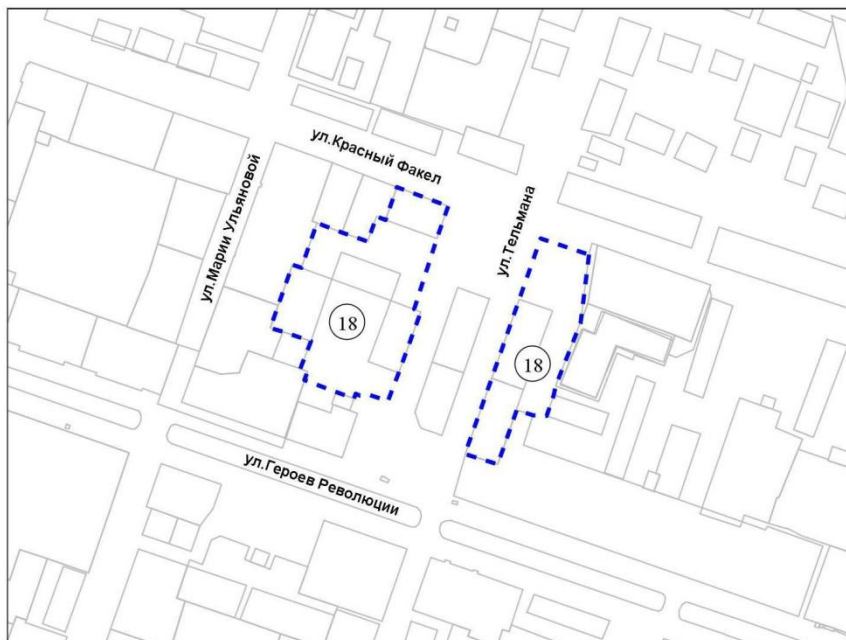 ул.Красный Факел
ул.Марии Ульяновой
ул.Тельмана
18
18
ул.Героев Революции